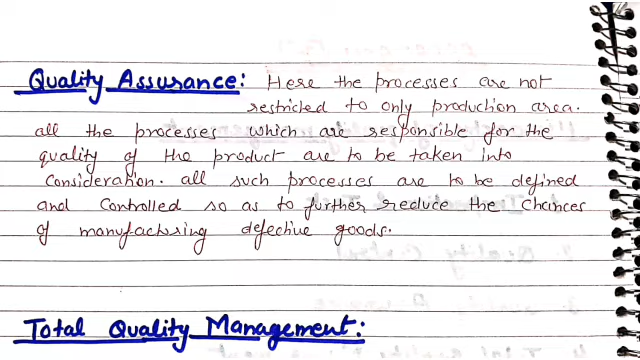 Quality Assurance: Here the processes are not
restricted to only production area.
all the processes which are responsible for the
quality of the product are to be taken into
consideration. all such processes are to be defined
and controlled so as to further reduce the chances
of manufacturing defective goods.
Total Quality Management: